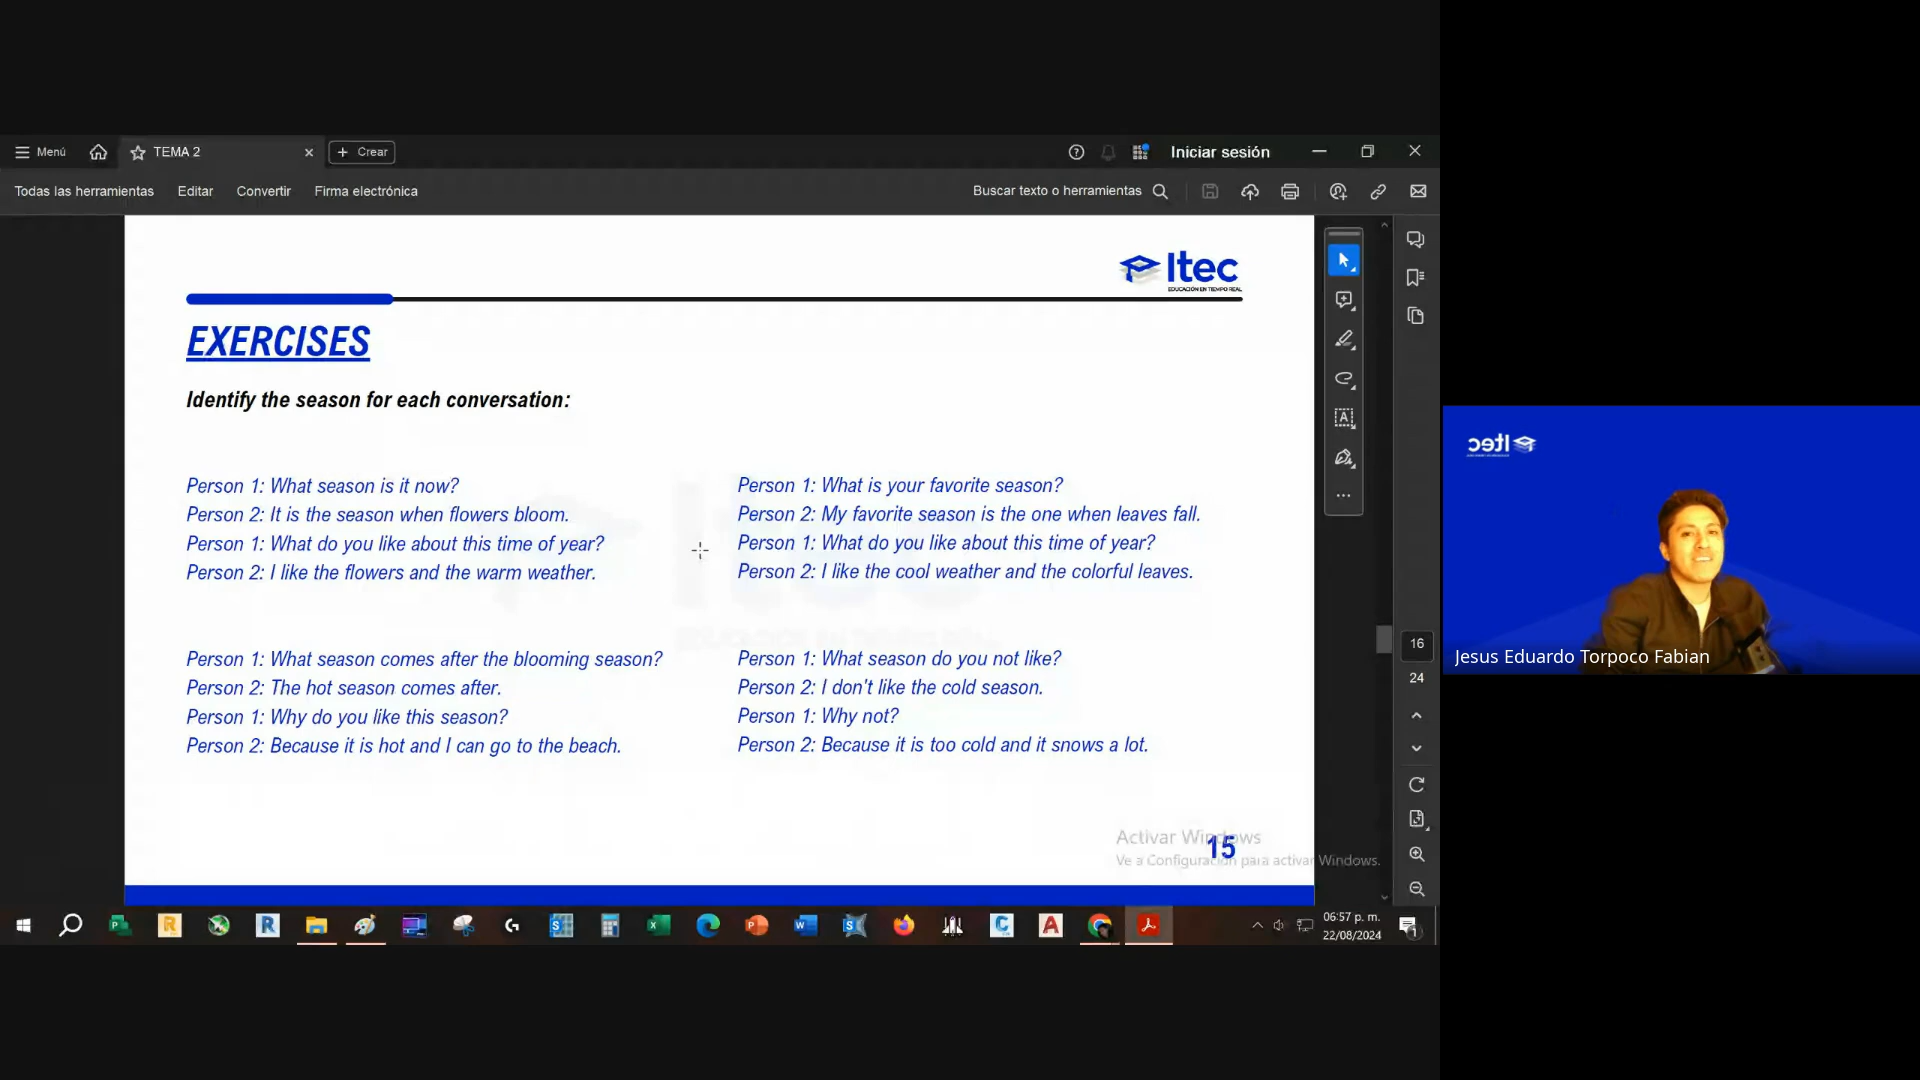 Menú
TEMA 2
Crear
Iniciar sesión
Todas las herramientas
Editar
Convertir
Firma electrónica
Buscar texto o herramientas
Itec
EDUCACIÓN EN TIEMPO REAL
EXERCISES
Identify the season for each conversation:
Person 1: What season is it now?
Person 2: It is the season when flowers bloom.
Person 1: What do you like about this time of year?
Person 2: I like the flowers and the warm weather.
Person 1: What is your favorite season?
Person 2: My favorite season is the one when leaves fall.
Person 1: What do you like about this time of year?
Person 2: I like the cool weather and the colorful leaves.
Person 1: What season comes after the blooming season?
Person 2: The hot season comes after.
Person 1: Why do you like this season?
Person 2: Because it is hot and I can go to the beach.
Person 1: What season do you not like?
Person 2: I don't like the cold season.
Person 1: Why not?
Person 2: Because it is too cold and it snows a lot.
15
Activar Windows
Ve a Configuración para activar Windows.
16
24
06:57 p. m.
22/08/2024
1
Itec
Jesus Eduardo Torpoco Fabian